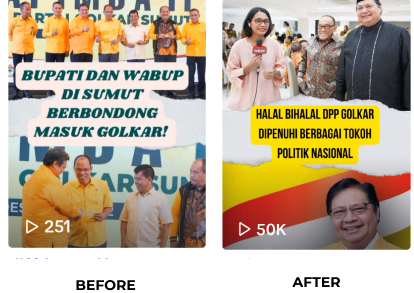 BUPATI DAN WABUP
DI SUMUT
BERBONDONG
MASUK GOLKAR!
251
BEFORE
HALAL BIHALAL DPP GOLKAR
DIPENUHI BERBAGAI TOKOH
POLITIK NASIONAL
50K
AFTER